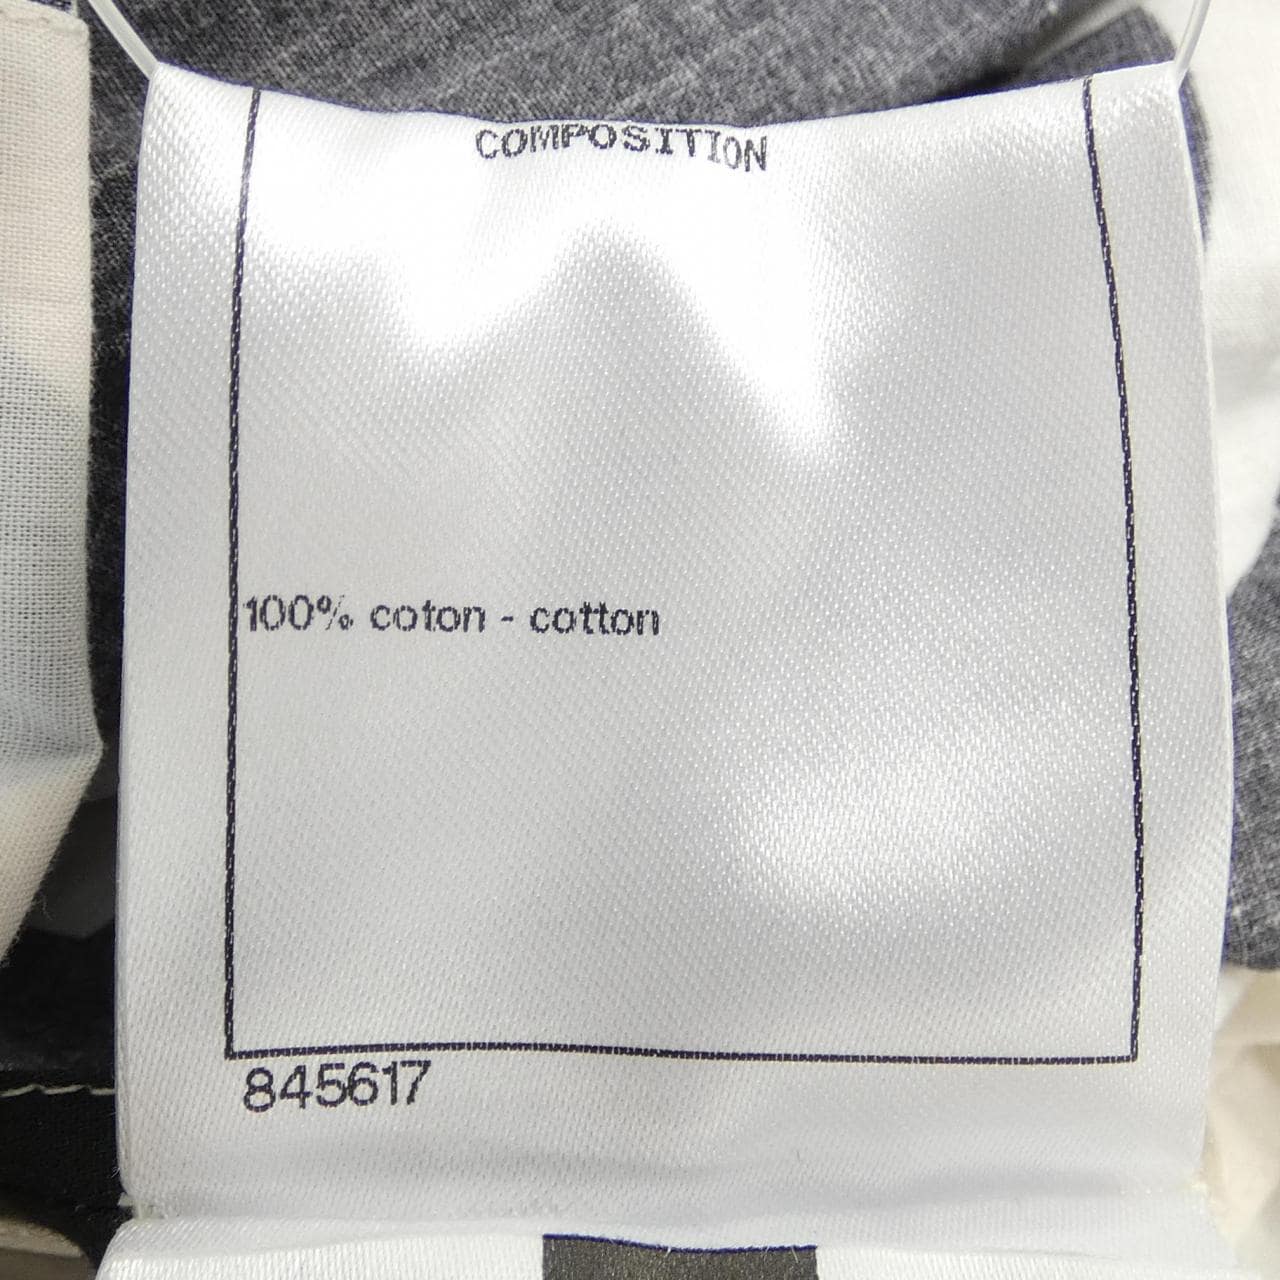 COMPOSITION
100% coton - cotton
845617